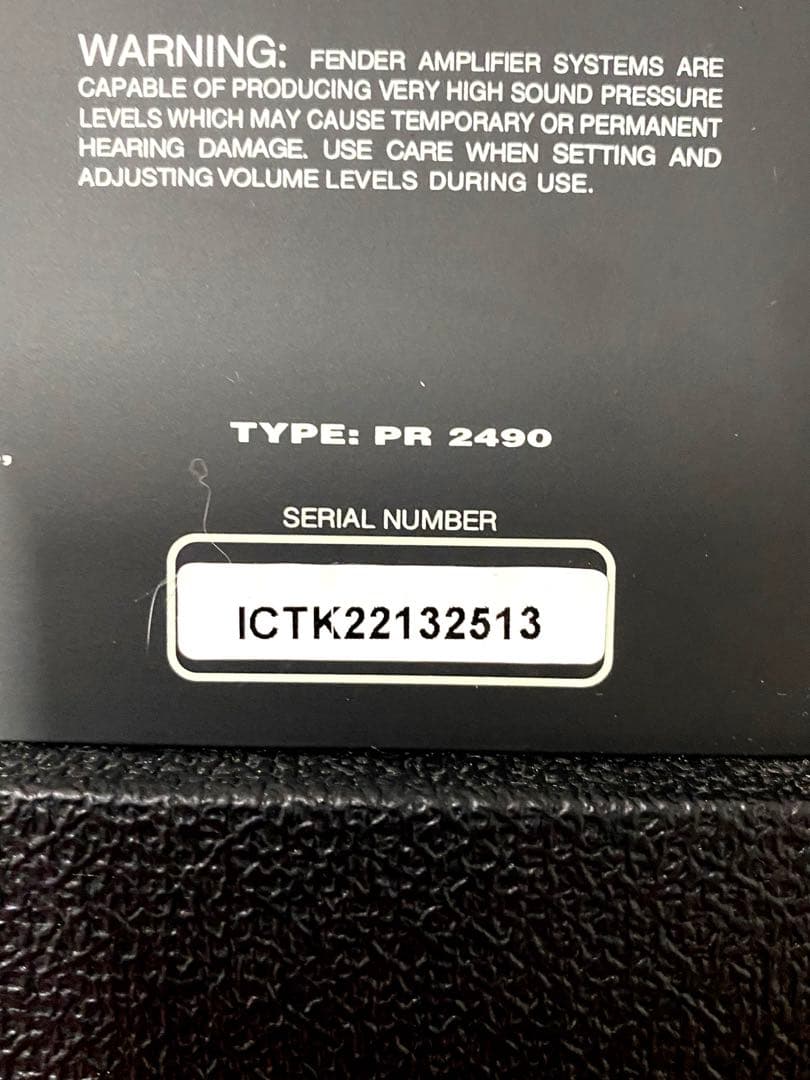 WARNING: FENDER AMPLIFIER SYSTEMS ARE
CAPABLE OF PRODUCING VERY HIGH SOUND PRESSURE
LEVELS WHICH MAY CAUSE TEMPORARY OR PERMANENT
HEARING DAMAGE. USE CARE WHEN SETTING AND
ADJUSTING VOLUME LEVELS DURING USE.
TYPE: PR 2490
SERIAL NUMBER
ICTK22132513